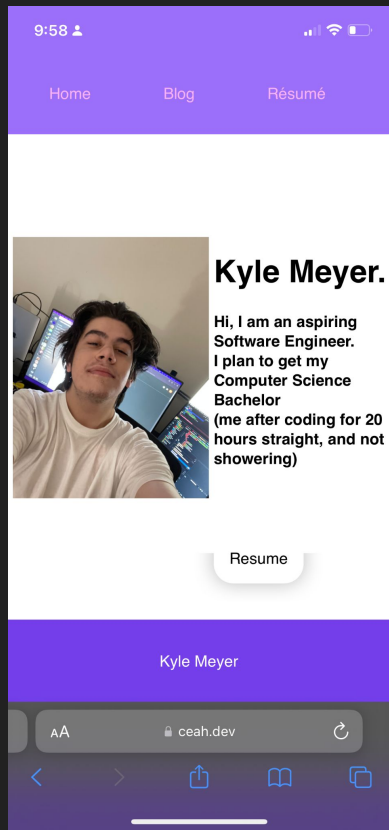 9:58
Home Blog Résumé
Kyle Meyer.
Hi, I am an aspiring
Software Engineer.
I plan to get my
Computer Science
Bachelor
(me after coding for 20
hours straight, and not
showering)
Resume
Kyle Meyer
AA ceah.dev